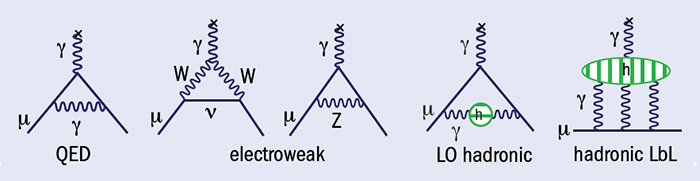 γ μ γ QED
γ W W μ ν
γ μ Z
electroweak
γ μ γ h LO hadronic
γ h γ μ hadronic LbL